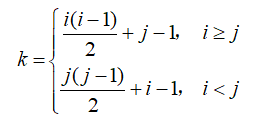 k = { i(i−1)/2 + j−1, i ≥ j
j(j−1)/2 + i−1, i < j